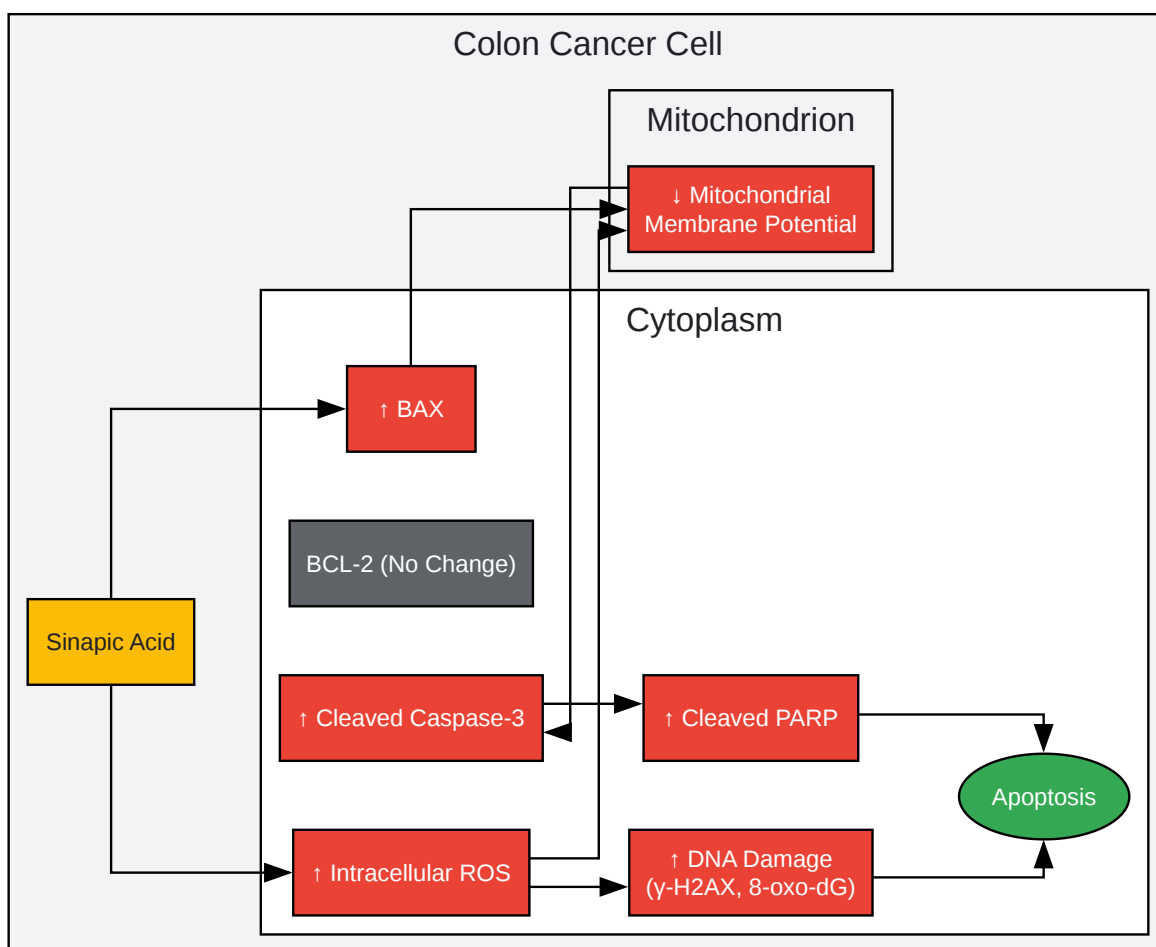 Colon Cancer Cell
Mitochondrion
↓ Mitochondrial
Membrane Potential
Cytoplasm
↑ BAX
BCL-2 (No Change)
Sinapic Acid
↑ Cleaved Caspase-3
↑ Cleaved PARP
Apoptosis
↑ Intracellular ROS
↑ DNA Damage
(γ-H2AX, 8-oxo-dG)